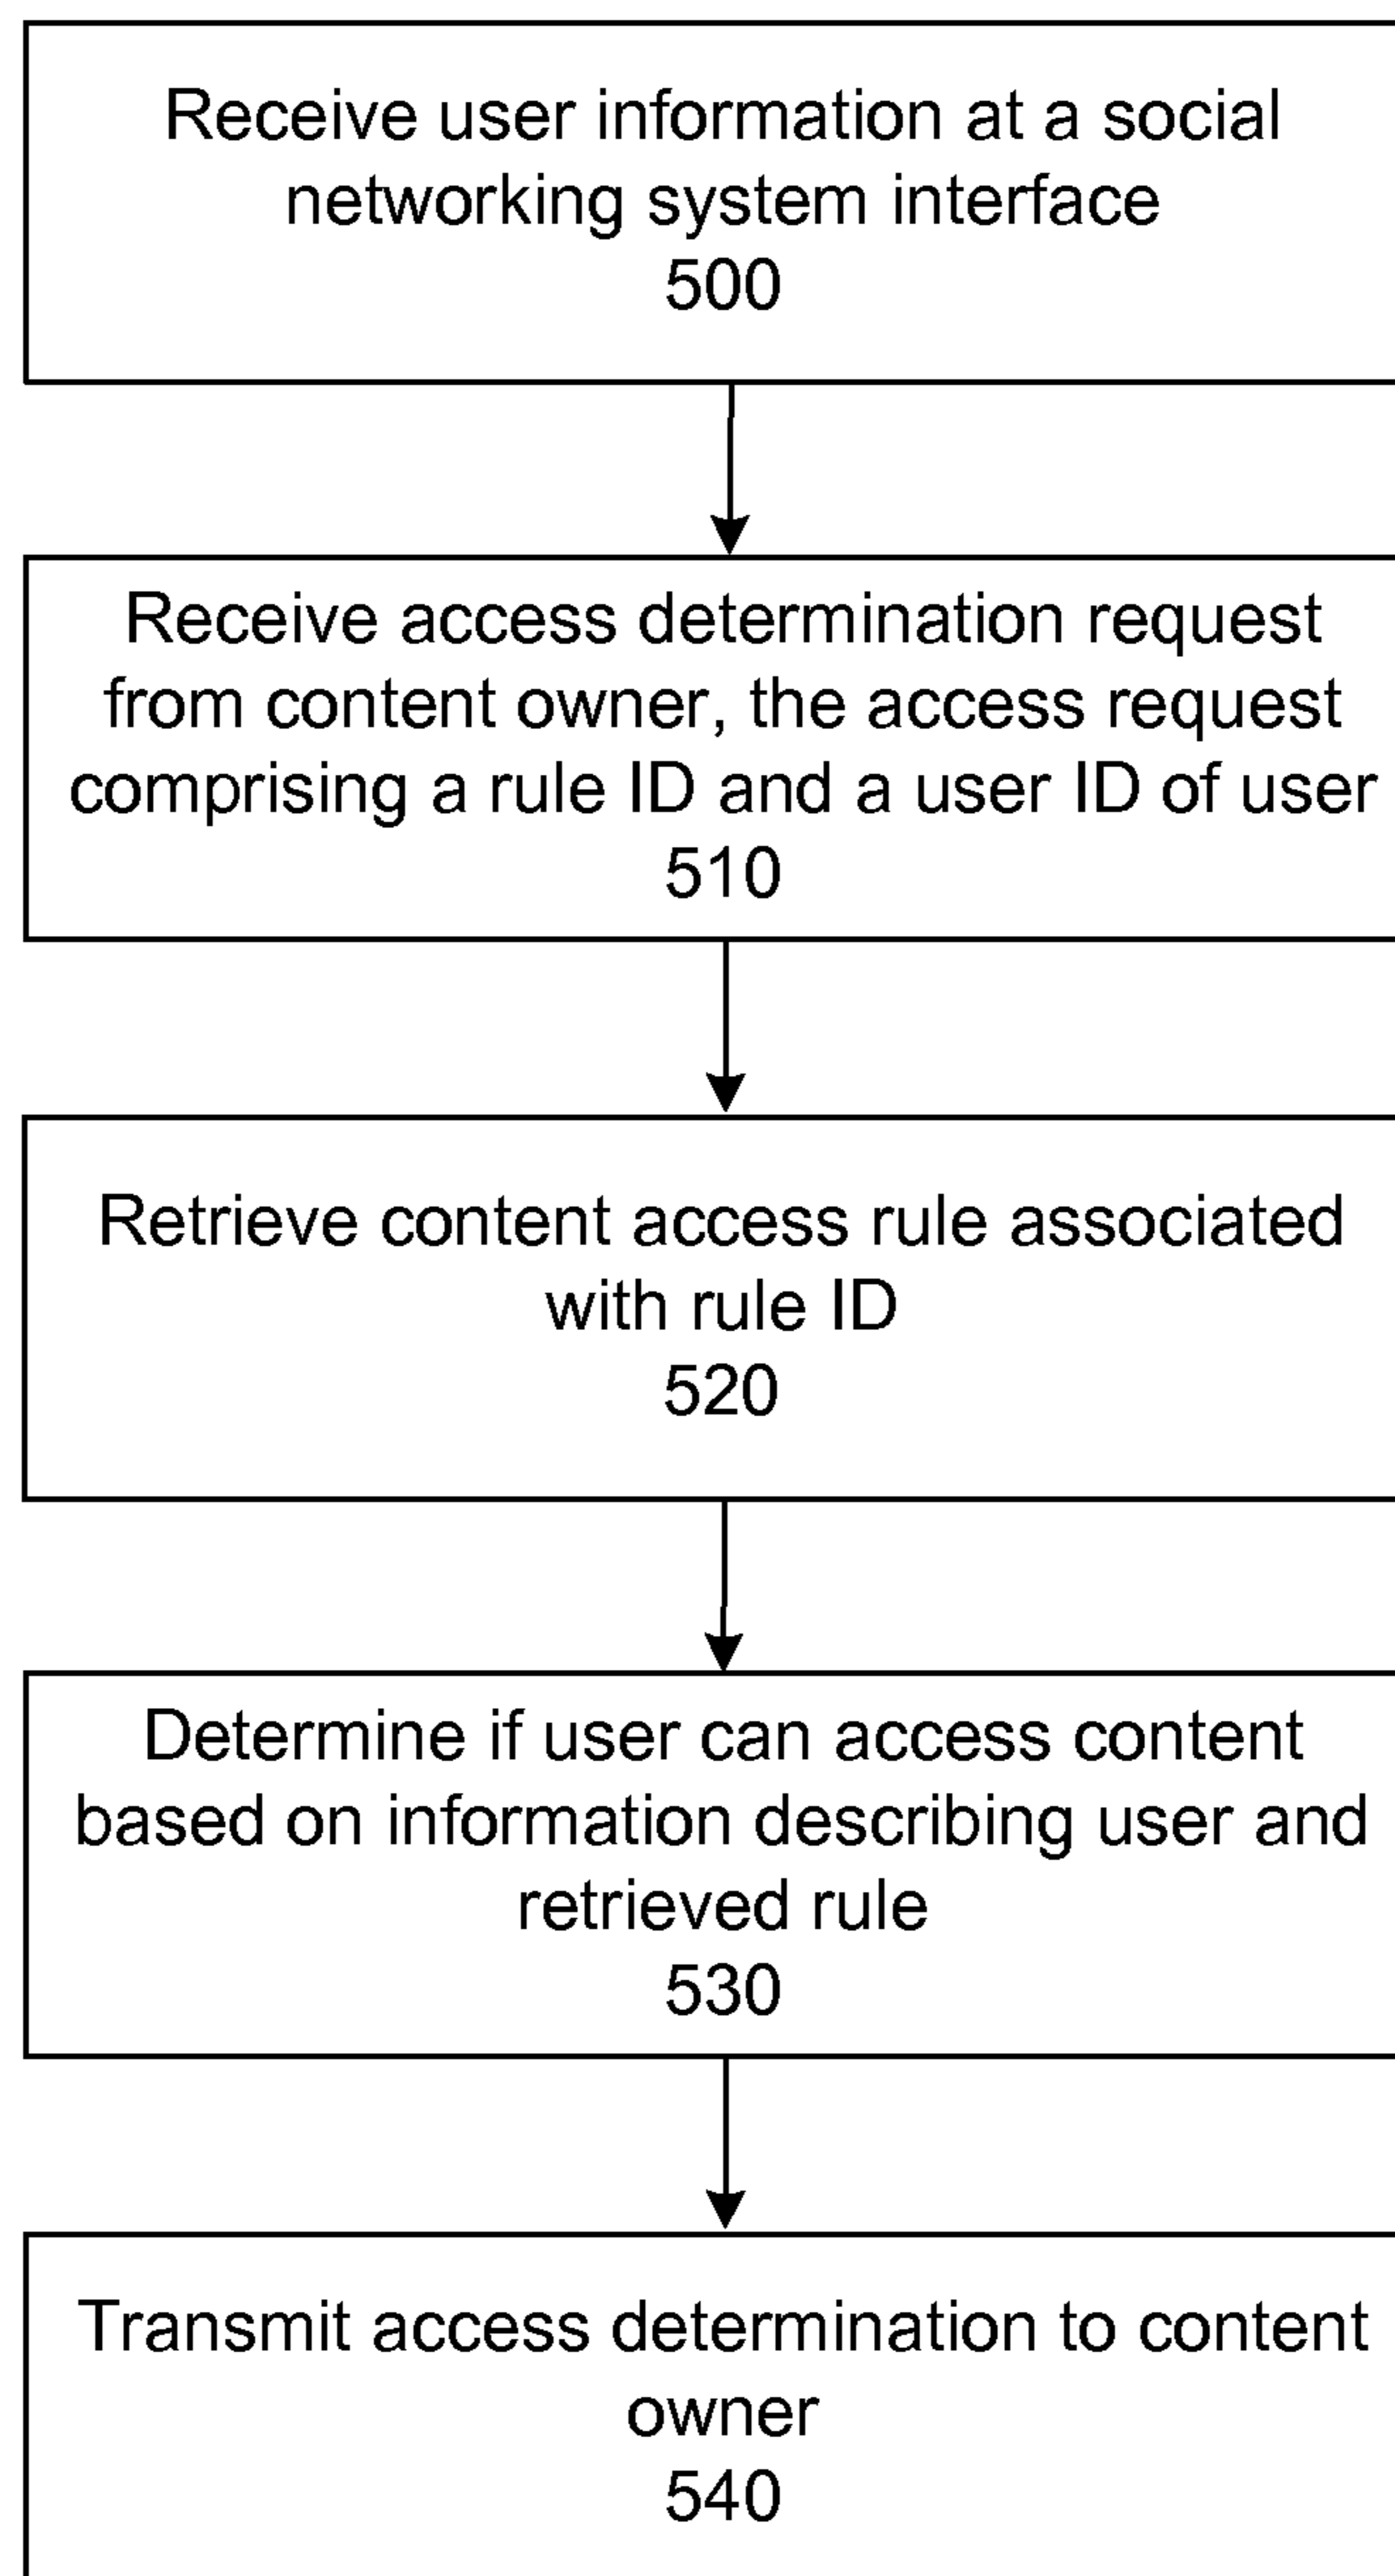 Receive user information at a social
networking system interface
500
Receive access determination request
from content owner, the access request
comprising a rule ID and a user ID of user
510
Retrieve content access rule associated
with rule ID
520
Determine if user can access content
based on information describing user and
retrieved rule
530
Transmit access determination to content
owner
540